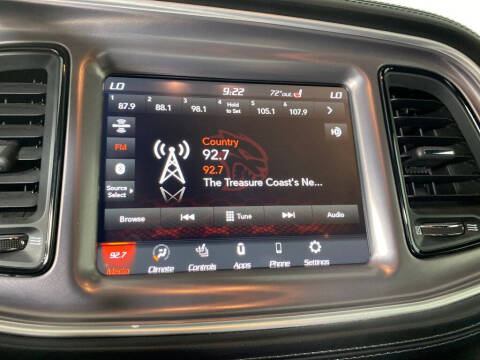 LO 9:22 72°out LO
1 87.9 2 88.1 3 98.1 4 Hold to Set 5 105.1 6 107.9
SiriusXM
FM
Country
92.7
92.7
The Treasure Coast's Ne...
Source
Select
Browse Tune Audio
92.7
Media Climate Controls Apps Phone Settings